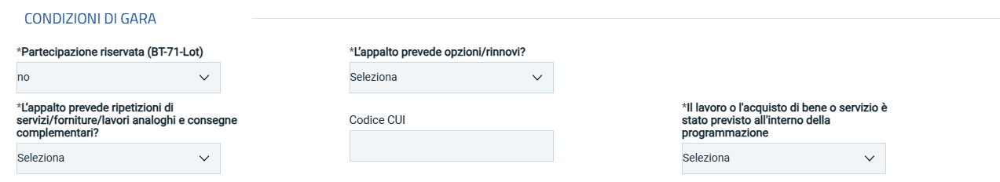 CONDIZIONI DI GARA
*Partecipazione riservata (BT-71-Lot)
no
*L'appalto prevede opzioni/rinnovi?
Seleziona
*L'appalto prevede ripetizioni di
servizi/forniture/lavori analoghi e consegne
complementari?
Seleziona
Codice CUI
*Il lavoro o l'acquisto di bene o servizio è
stato previsto all'interno della
programmazione
Seleziona